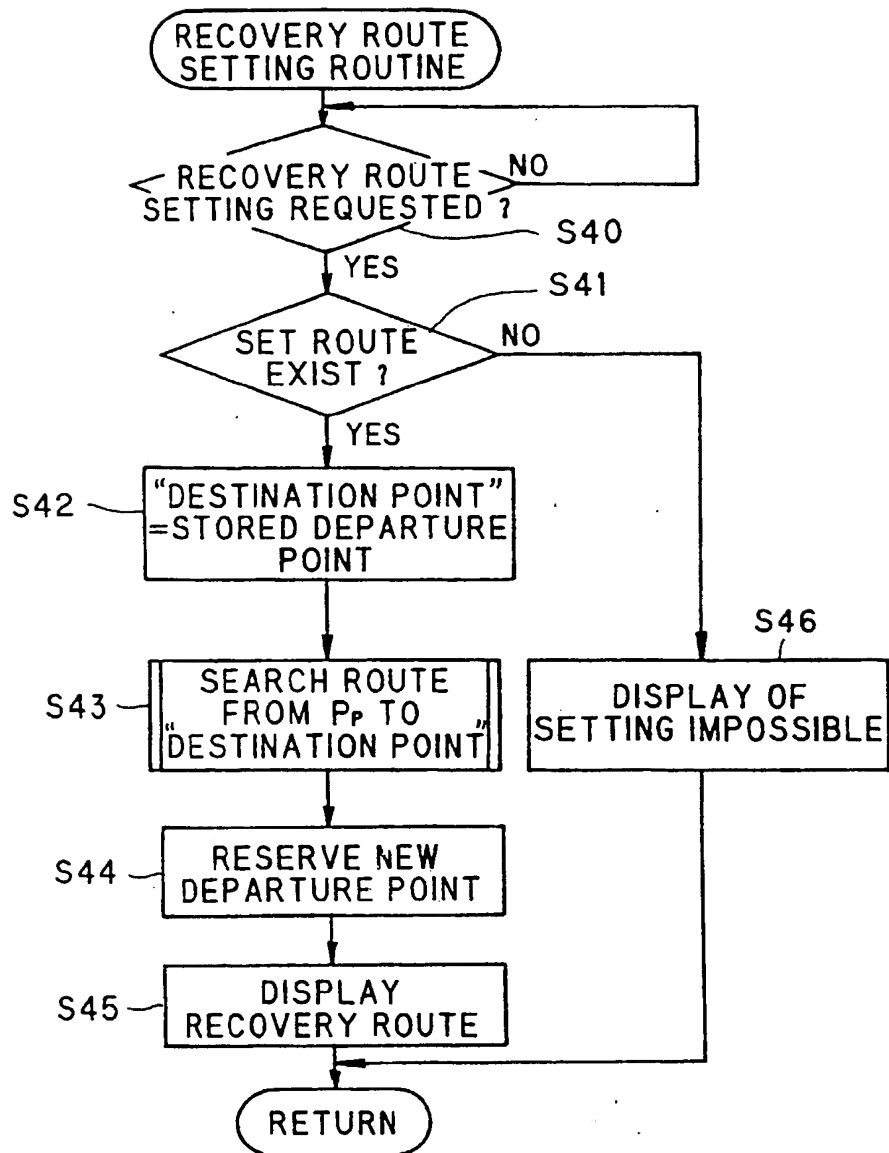 RECOVERY ROUTE
SETTING ROUTINE
RECOVERY ROUTE
SETTING REQUESTED ?
NO
S40
YES
S41
SET ROUTE
EXIST ?
NO
YES
S42
"DESTINATION POINT"
=STORED DEPARTURE
POINT
S43
SEARCH ROUTE
FROM PP TO
"DESTINATION POINT"
S46
DISPLAY OF
SETTING IMPOSSIBLE
S44
RESERVE NEW
DEPARTURE POINT
S45
DISPLAY
RECOVERY ROUTE
RETURN